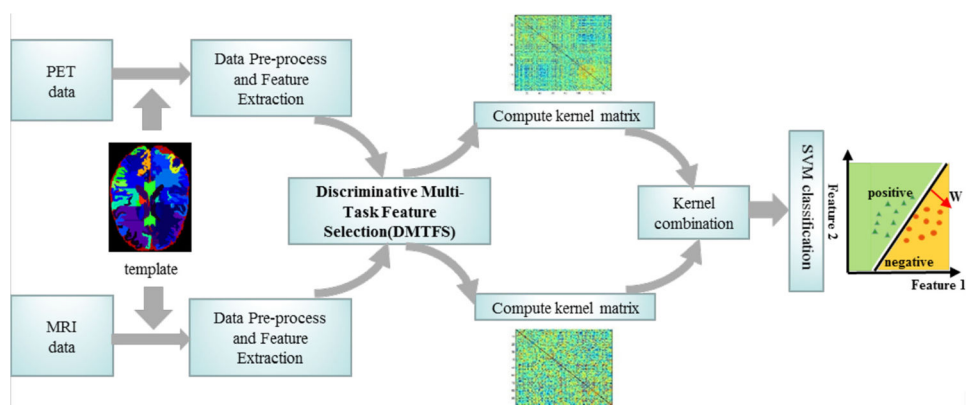 PET
data
Data Pre-process
and Feature
Extraction
template
MRI
data
Data Pre-process
and Feature
Extraction
Discriminative Multi-
Task Feature
Selection(DMTFS)
Compute kernel matrix
Compute kernel matrix
Kernel
combination
SVM classification
Feature 2
positive
W
negative
Feature 1